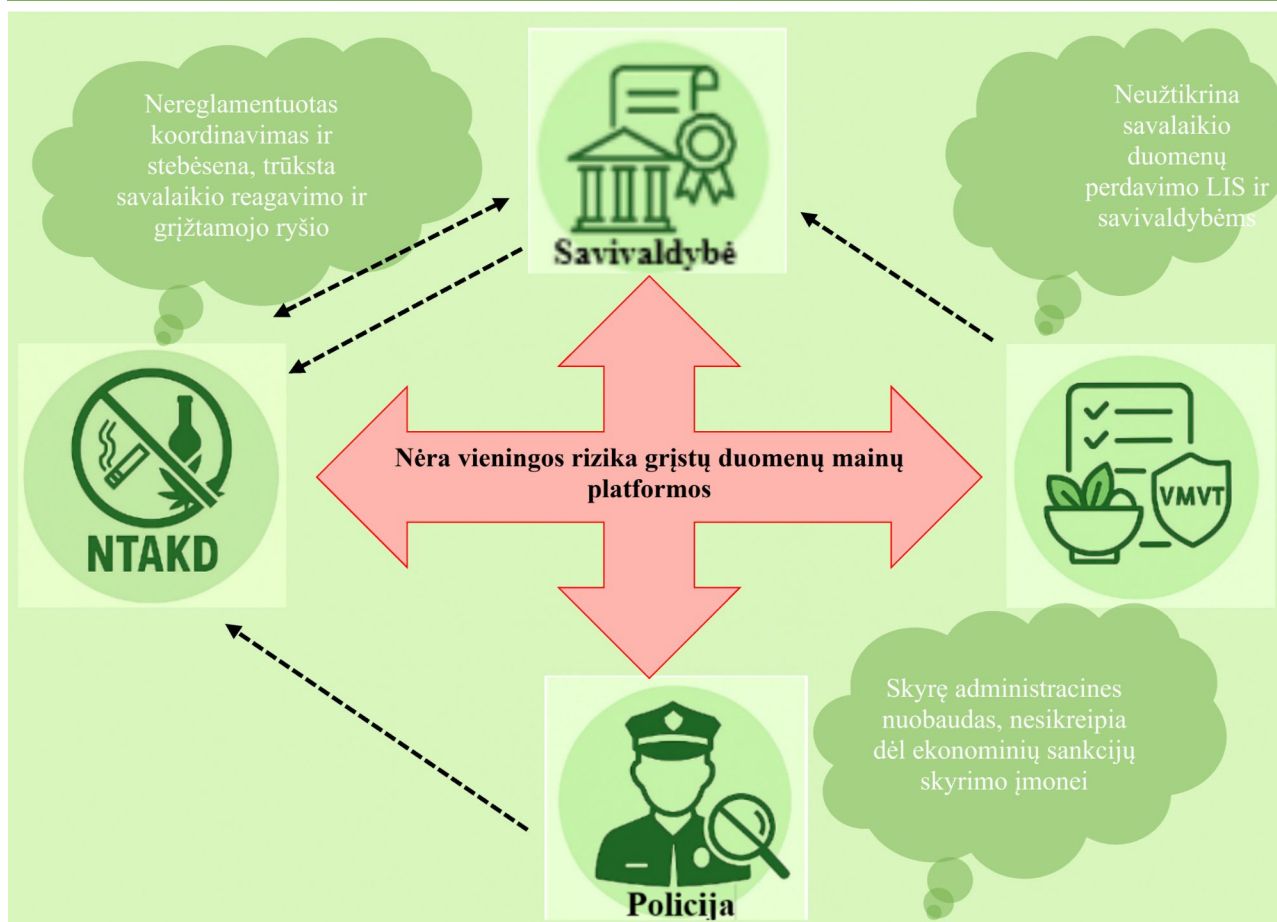 Nereglamentuotas
koordinavimas ir
stebėsena, trūksta
savalaikio reagavimo ir
grįžtamojo ryšio
Savivaldybė
Neužtikrina
savalaikio
duomenų
perdavimo LIS ir
savivaldybėms
NTAKD
Nėra vieningos rizika grįstų duomenų mainų
platformos
VMVT
Policija
Skyrę administracines
nuobaudas, nesikreipia
dėl ekonominių sankcijų
skyrimo įmonei